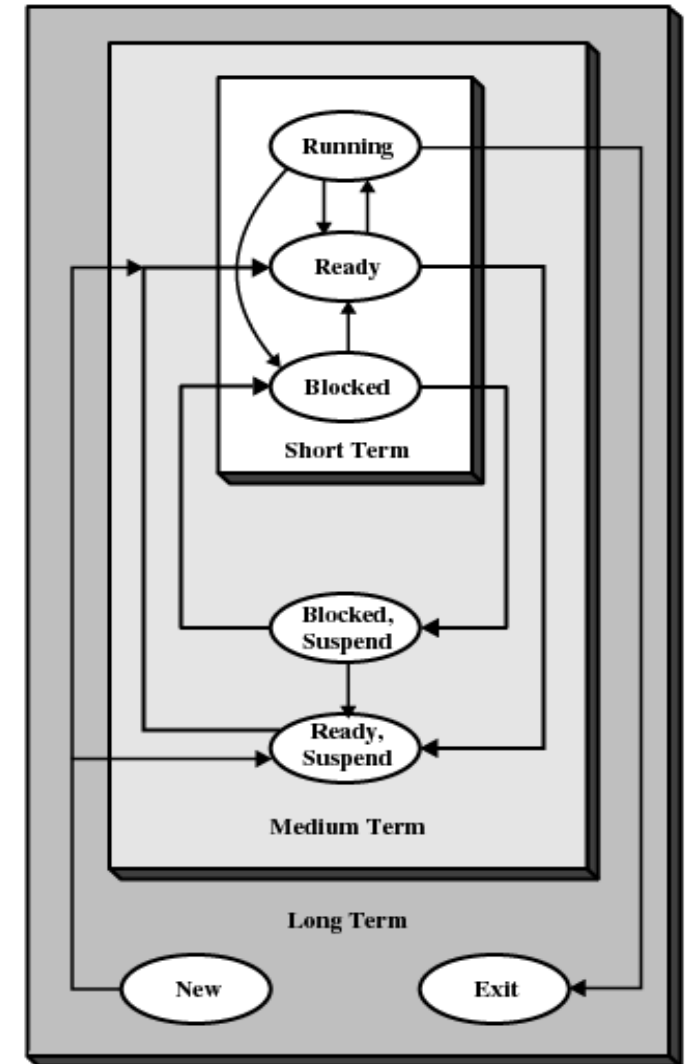 Running
Ready
Blocked
Short Term
Blocked,
Suspend
Ready,
Suspend
Medium Term
Long Term
New
Exit